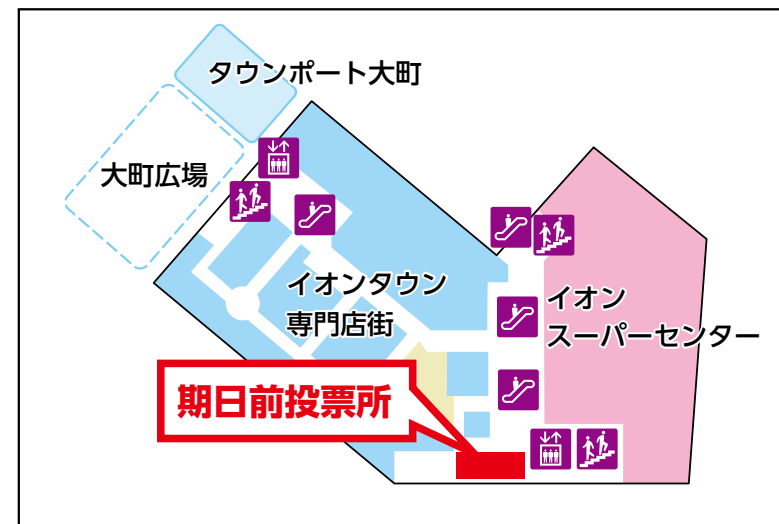 タウンポート大町
大町広場
イオンタウン
専門店街
イオン
スーパーセンター
期日前投票所